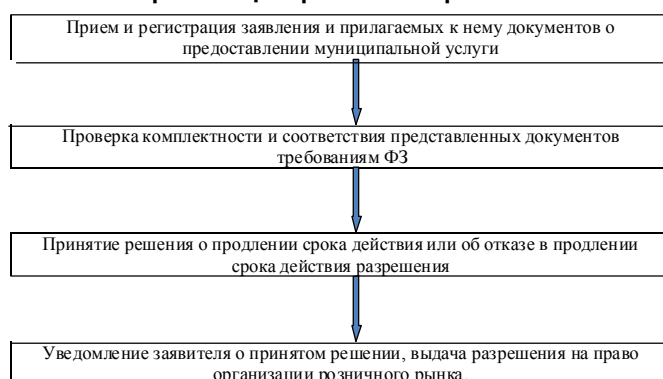 Прием и регистрация заявления и прилагаемых к нему документов о
предоставлении муниципальной услуги
Проверка комплектности и соответствия представленных документов
требованиям ФЗ
Принятие решения о продлении срока действия или об отказе в продлении
срока действия разрешения
Уведомление заявителя о принятом решении, выдача разрешения на право
организации розничного рынка.